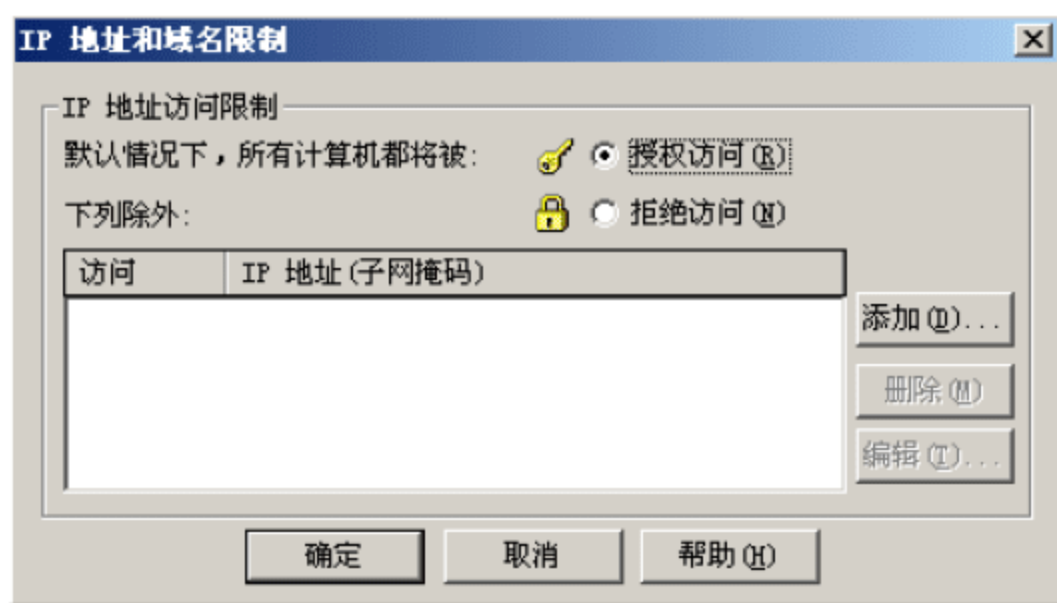 IP 地址和域名限制
IP 地址访问限制
默认情况下，所有计算机都将被: 授权访问(R)
下列除外: 拒绝访问(N)
访问 IP 地址(子网掩码)
添加(D)...
删除(M)
编辑(T)...
确定 取消 帮助(H)